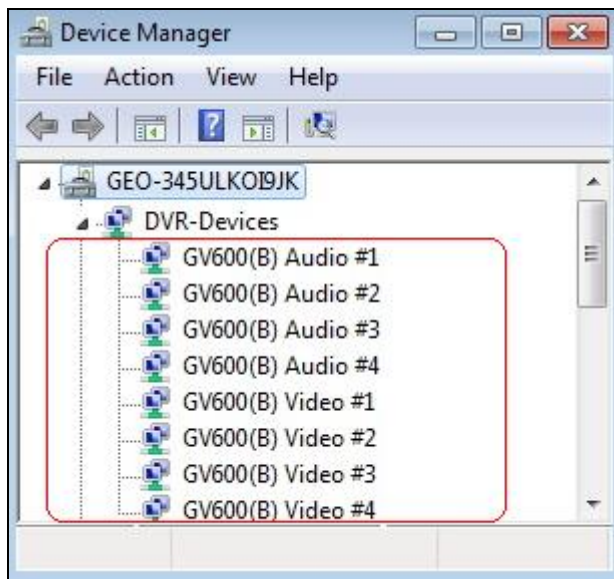 Device Manager
File Action View Help
GEO-345ULKOI9JK
DVR-Devices
GV600(B) Audio #1
GV600(B) Audio #2
GV600(B) Audio #3
GV600(B) Audio #4
GV600(B) Video #1
GV600(B) Video #2
GV600(B) Video #3
GV600(B) Video #4